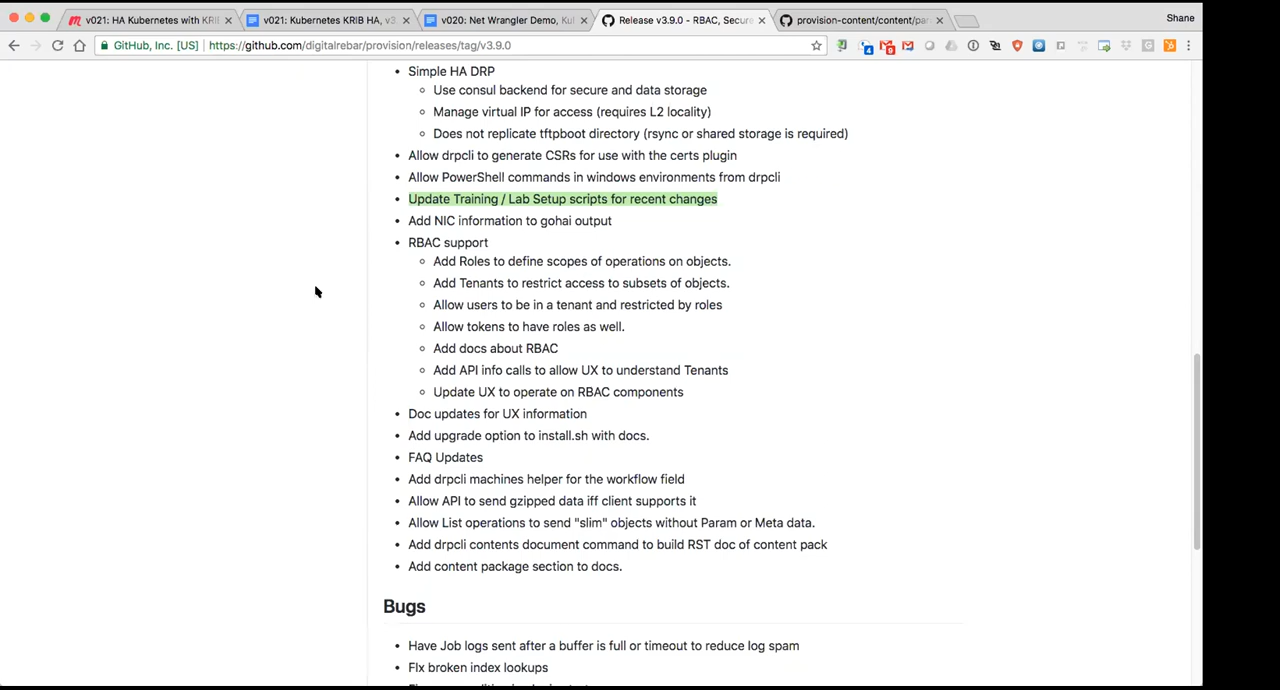 v021: HA Kubernetes with KRI
v021: Kubernetes KRIB HA, v3.
v020: Net Wrangler Demo, Ku
Release v3.9.0 - RBAC, Secure
provision-content/content/par
Shane
GitHub, Inc. [US]
https://github.com/digitalrebar/provision/releases/tag/v3.9.0
• Simple HA DRP
◦ Use consul backend for secure and data storage
◦ Manage virtual IP for access (requires L2 locality)
◦ Does not replicate tftpboot directory (rsync or shared storage is required)
• Allow drpcli to generate CSRs for use with the certs plugin
• Allow PowerShell commands in windows environments from drpcli
• Update Training / Lab Setup scripts for recent changes
• Add NIC information to gohai output
• RBAC support
◦ Add Roles to define scopes of operations on objects.
◦ Add Tenants to restrict access to subsets of objects.
◦ Allow users to be in a tenant and restricted by roles
◦ Allow tokens to have roles as well.
◦ Add docs about RBAC
◦ Add API info calls to allow UX to understand Tenants
◦ Update UX to operate on RBAC components
• Doc updates for UX information
• Add upgrade option to install.sh with docs.
• FAQ Updates
• Add drpcli machines helper for the workflow field
• Allow API to send gzipped data iff client supports it
• Allow List operations to send "slim" objects without Param or Meta data.
• Add drpcli contents document command to build RST doc of content pack
• Add content package section to docs.
Bugs
• Have Job logs sent after a buffer is full or timeout to reduce log spam
• FIx broken index lookups